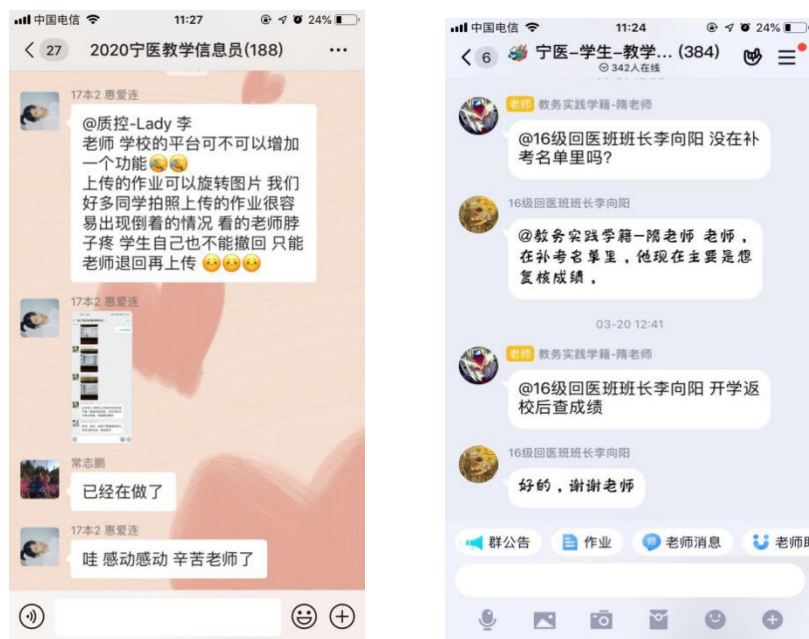 中国电信
11:27
24%
27
2020宁医教学信息员(188)
17本2 惠爱连
@质控-Lady 李
老师 学校的平台可不可以增加
一个功能
上传的作业可以旋转图片 我们
好多同学拍照上传的作业很容
易出现倒着的情况 看的老师脖
子疼 学生自己也不能撤回 只能
老师退回再上传
17本2 惠爱连
常志鹏
已经在做了
17本2 惠爱连
哇 感动感动 辛苦老师了
中国电信
11:24
24%
6
宁医–学生–教学... (384)
342人在线
老师 教务实践学籍-隋老师
@16级回医班班长李向阳 没在补
考名单里吗?
16级回医班班长李向阳
@教务实践学籍-隋老师 老师，
在补考名单里，他现在主要是想
复核成绩，
03-20 12:41
老师 教务实践学籍-隋老师
@16级回医班班长李向阳 开学返
校后查成绩
16级回医班班长李向阳
好的，谢谢老师
群公告
作业
老师消息
老师助